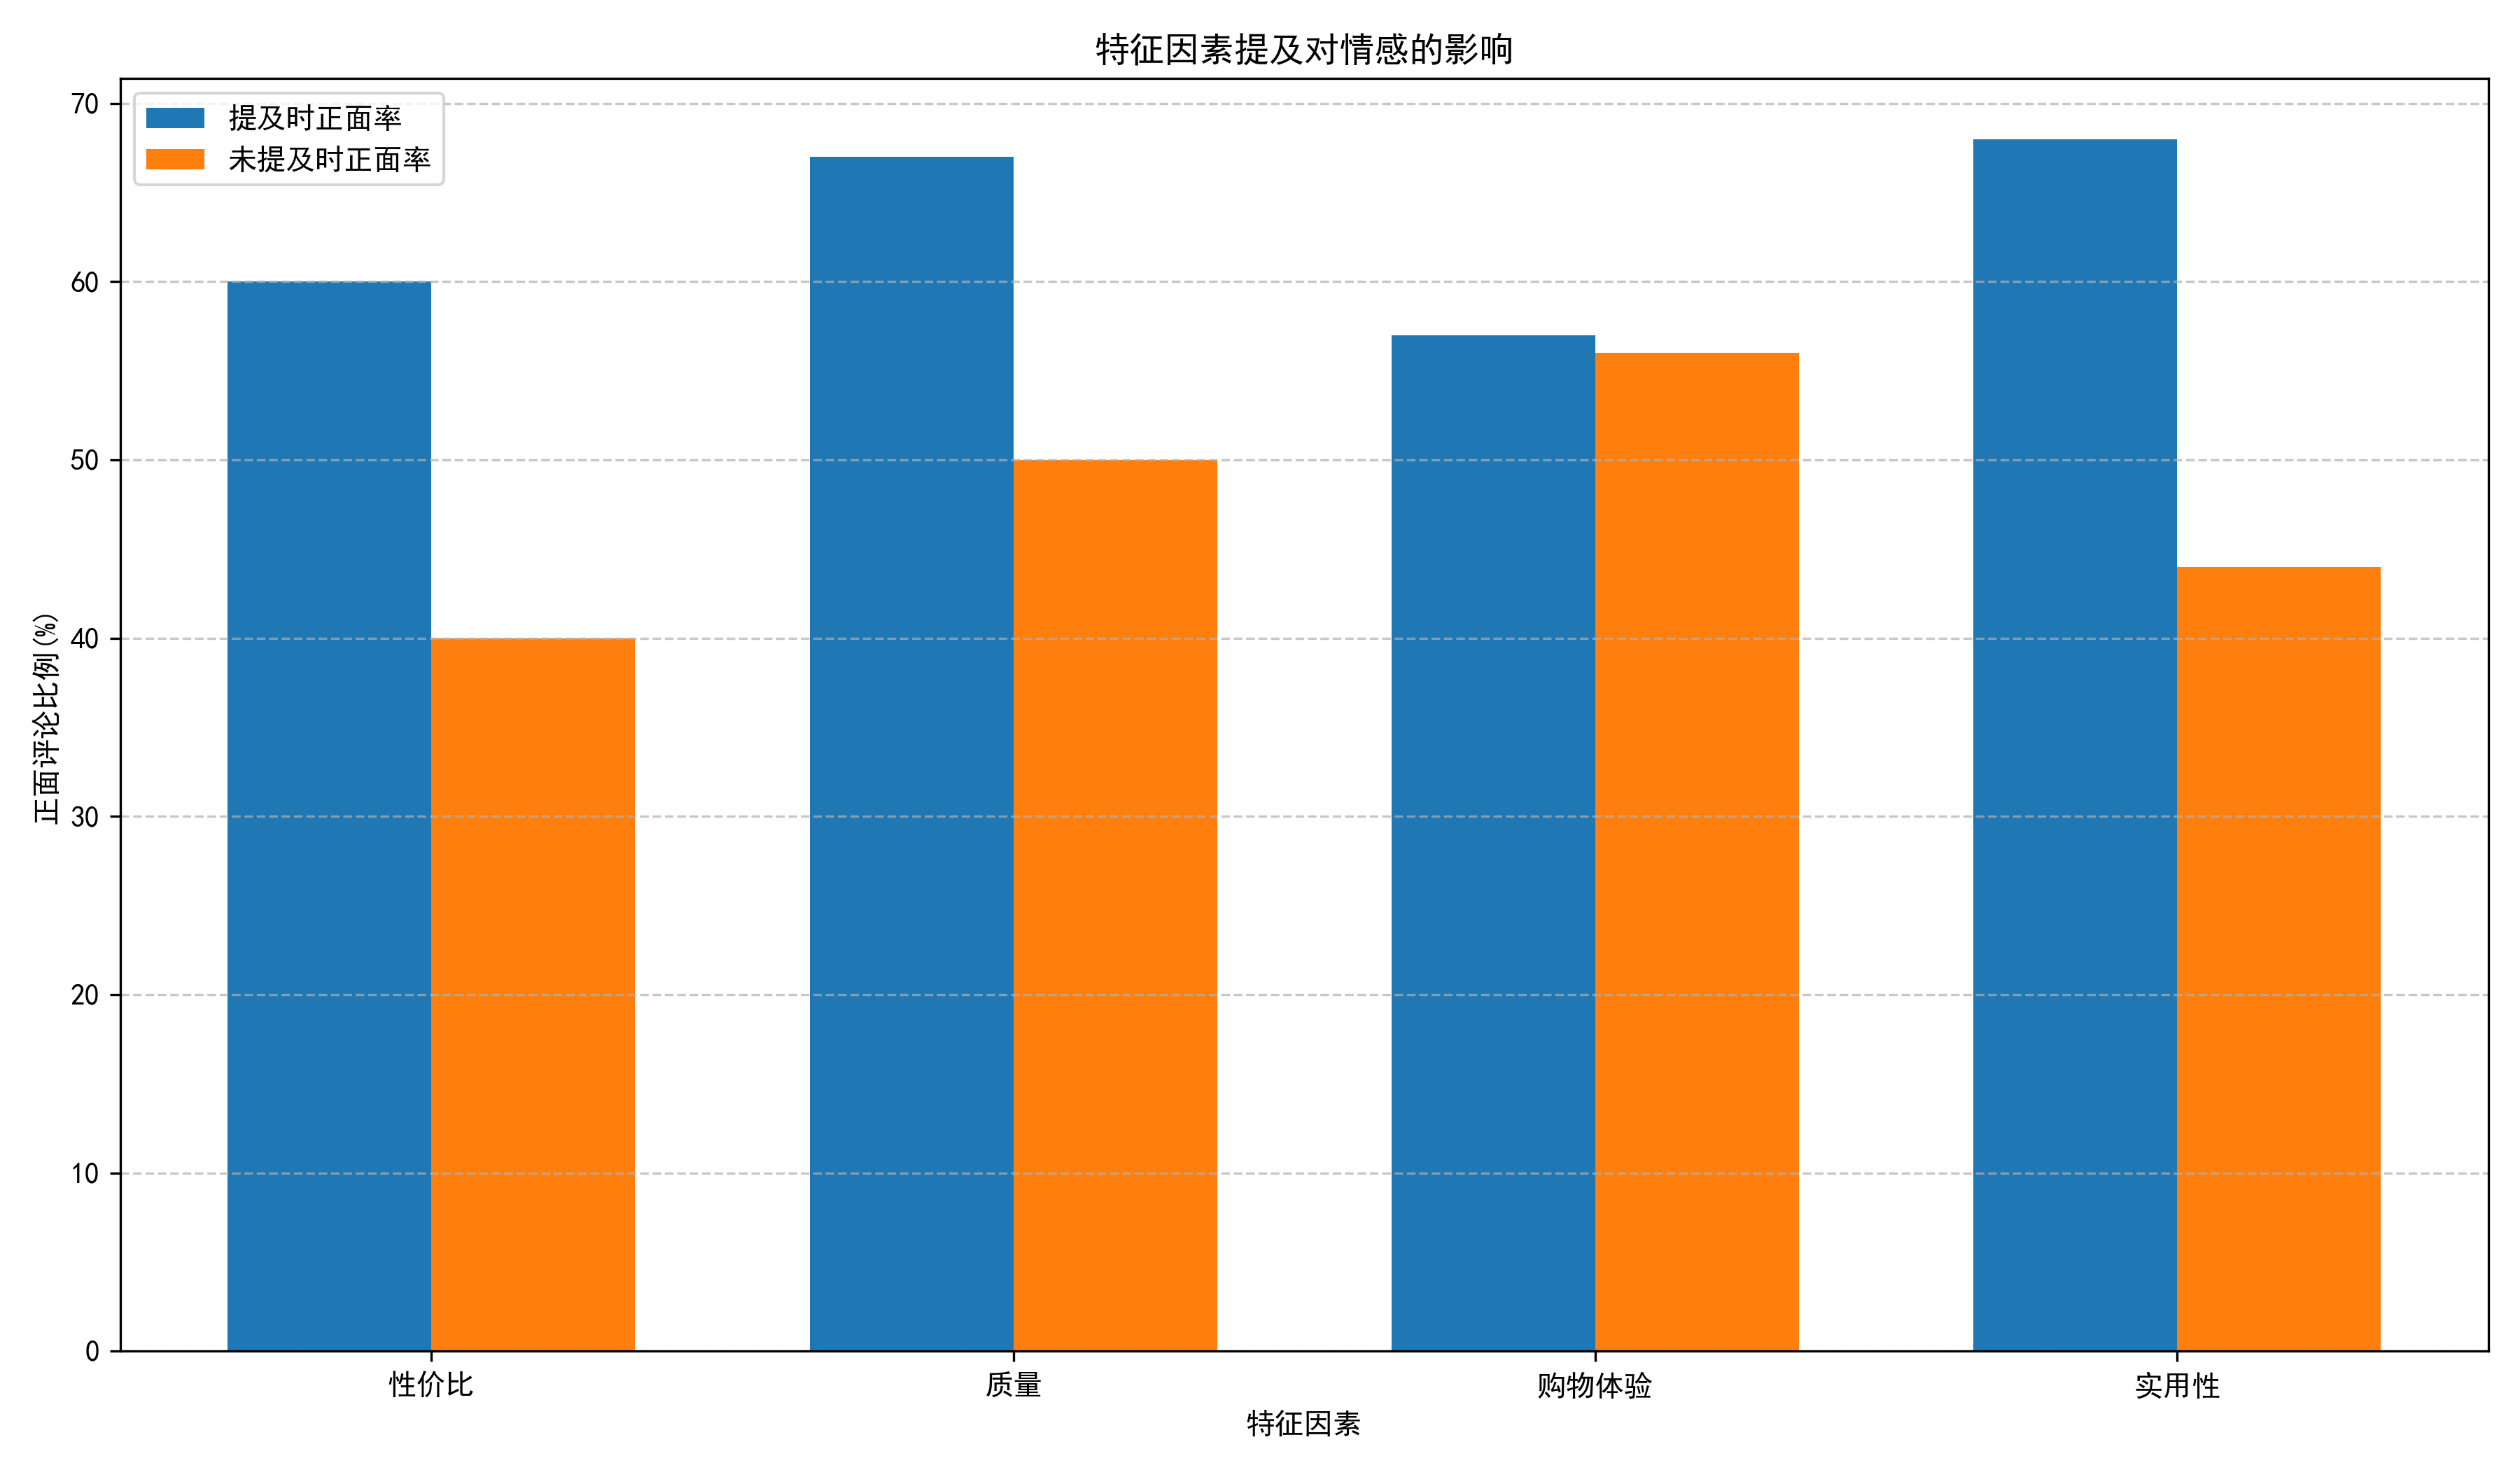 特征因素提及对情感的影响
提及时正面率
未提及时正面率
正面评论比例(%)
70
60
50
40
30
20
10
0
性价比
质量
购物体验
实用性
特征因素